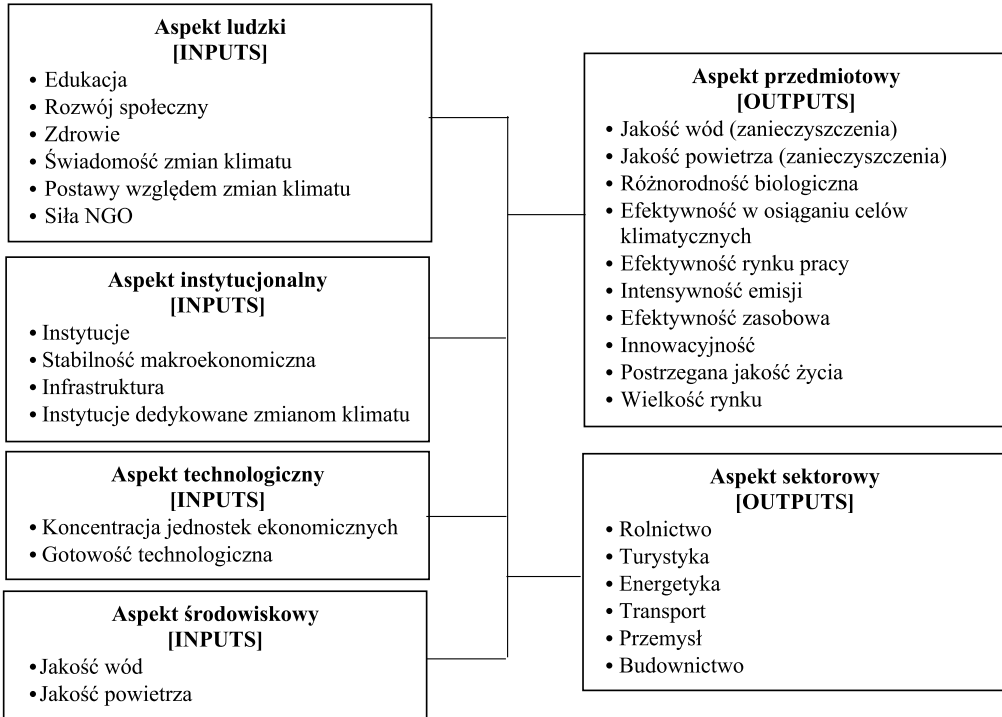 Aspekt ludzki
[INPUTS]
• Edukacja
• Rozwój społeczny
• Zdrowie
• Świadomość zmian klimatu
• Postawy względem zmian klimatu
• Siła NGO
Aspekt instytucjonalny
[INPUTS]
• Instytucje
• Stabilność makroekonomiczna
• Infrastruktura
• Instytucje dedykowane zmianom klimatu
Aspekt technologiczny
[INPUTS]
• Koncentracja jednostek ekonomicznych
• Gotowość technologiczna
Aspekt środowiskowy
[INPUTS]
• Jakość wód
• Jakość powietrza
Aspekt przedmiotowy
[OUTPUTS]
• Jakość wód (zanieczyszczenia)
• Jakość powietrza (zanieczyszczenia)
• Różnorodność biologiczna
• Efektywność w osiąganiu celów
klimatycznych
• Efektywność rynku pracy
• Intensywność emisji
• Efektywność zasobowa
• Innowacyjność
• Postrzegana jakość życia
• Wielkość rynku
Aspekt sektorowy
[OUTPUTS]
• Rolnictwo
• Turystyka
• Energetyka
• Transport
• Przemysł
• Budownictwo